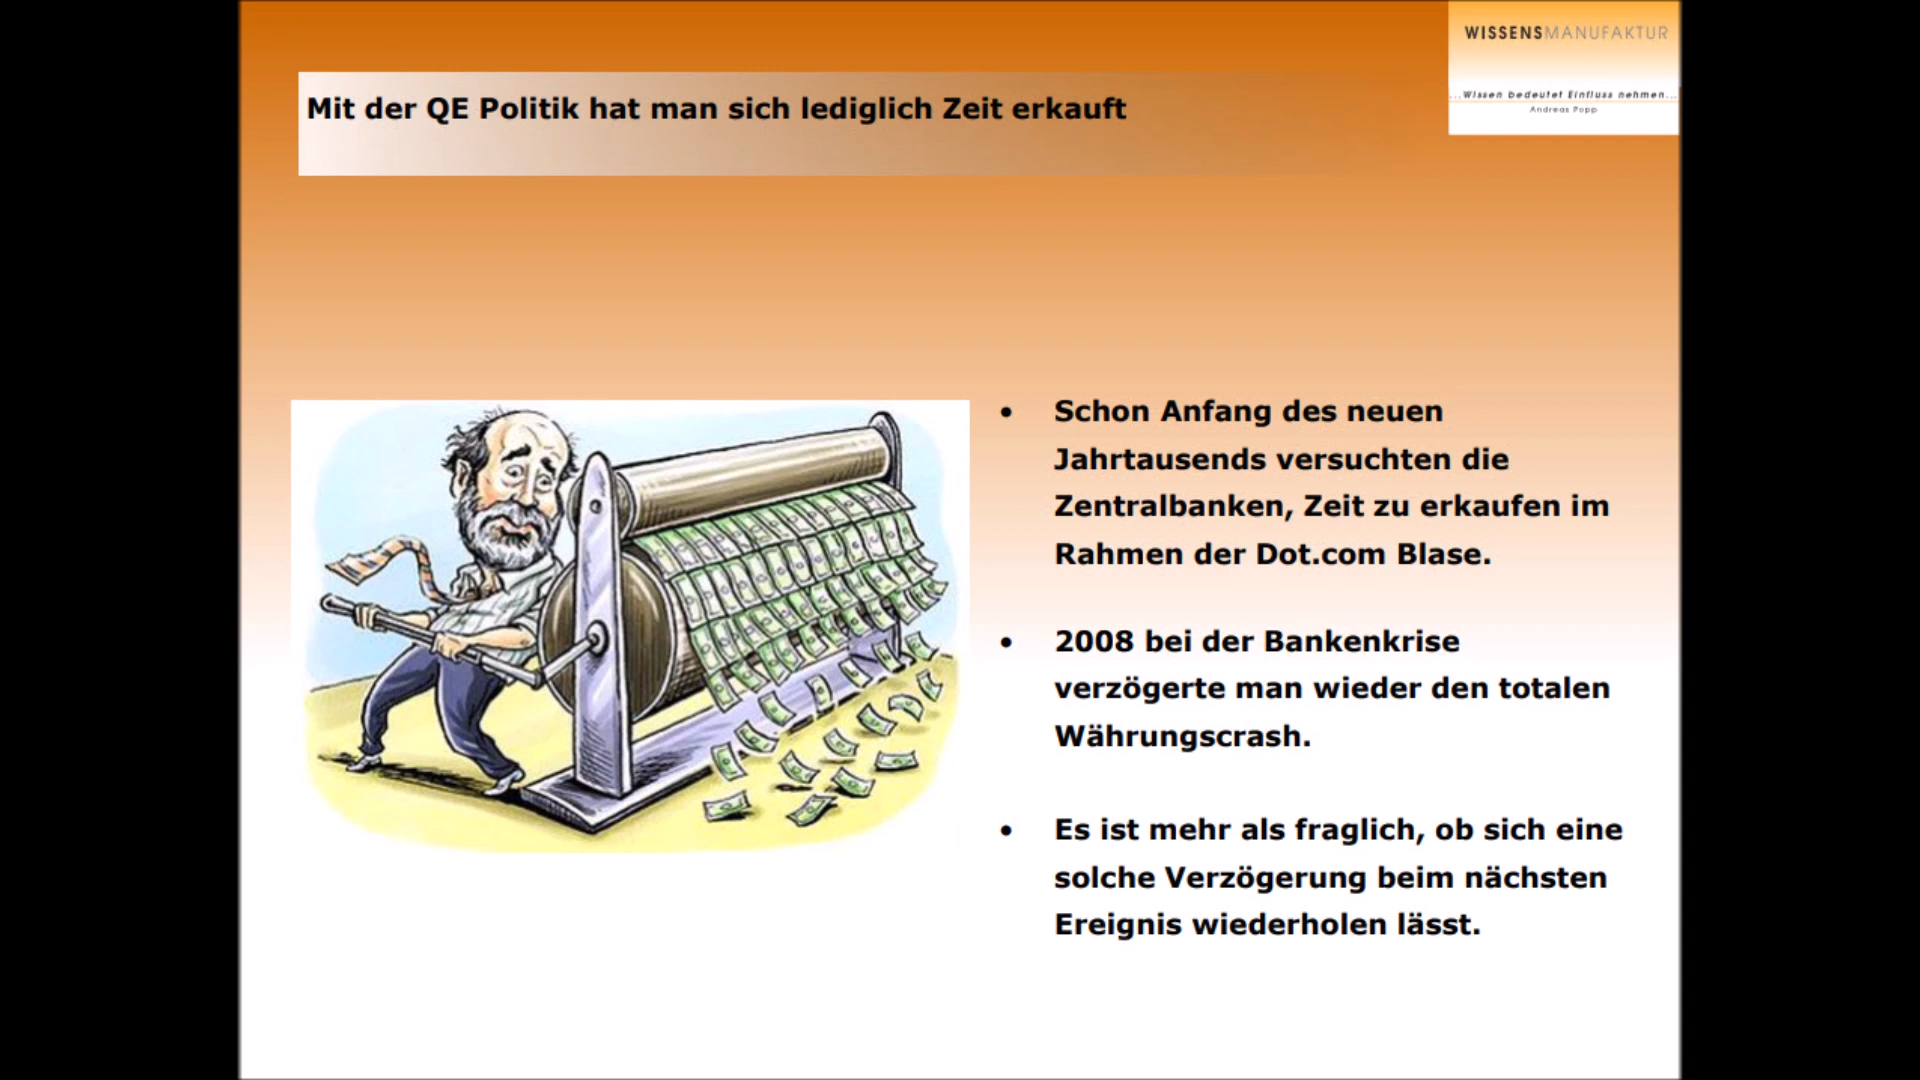 WISSENSMANUFAKTUR
...Wissen bedeutet Einfluss nehmen...
Andreas Popp
Mit der QE Politik hat man sich lediglich Zeit erkauft
• Schon Anfang des neuen
Jahrtausends versuchten die
Zentralbanken, Zeit zu erkaufen im
Rahmen der Dot.com Blase.
• 2008 bei der Bankenkrise
verzögerte man wieder den totalen
Währungscrash.
• Es ist mehr als fraglich, ob sich eine
solche Verzögerung beim nächsten
Ereignis wiederholen lässt.